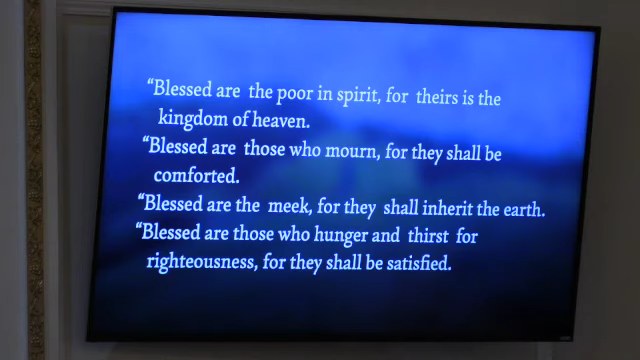 “Blessed are the poor in spirit, for theirs is the
kingdom of heaven.
“Blessed are those who mourn, for they shall be
comforted.
“Blessed are the meek, for they shall inherit the earth.
“Blessed are those who hunger and thirst for
righteousness, for they shall be satisfied.